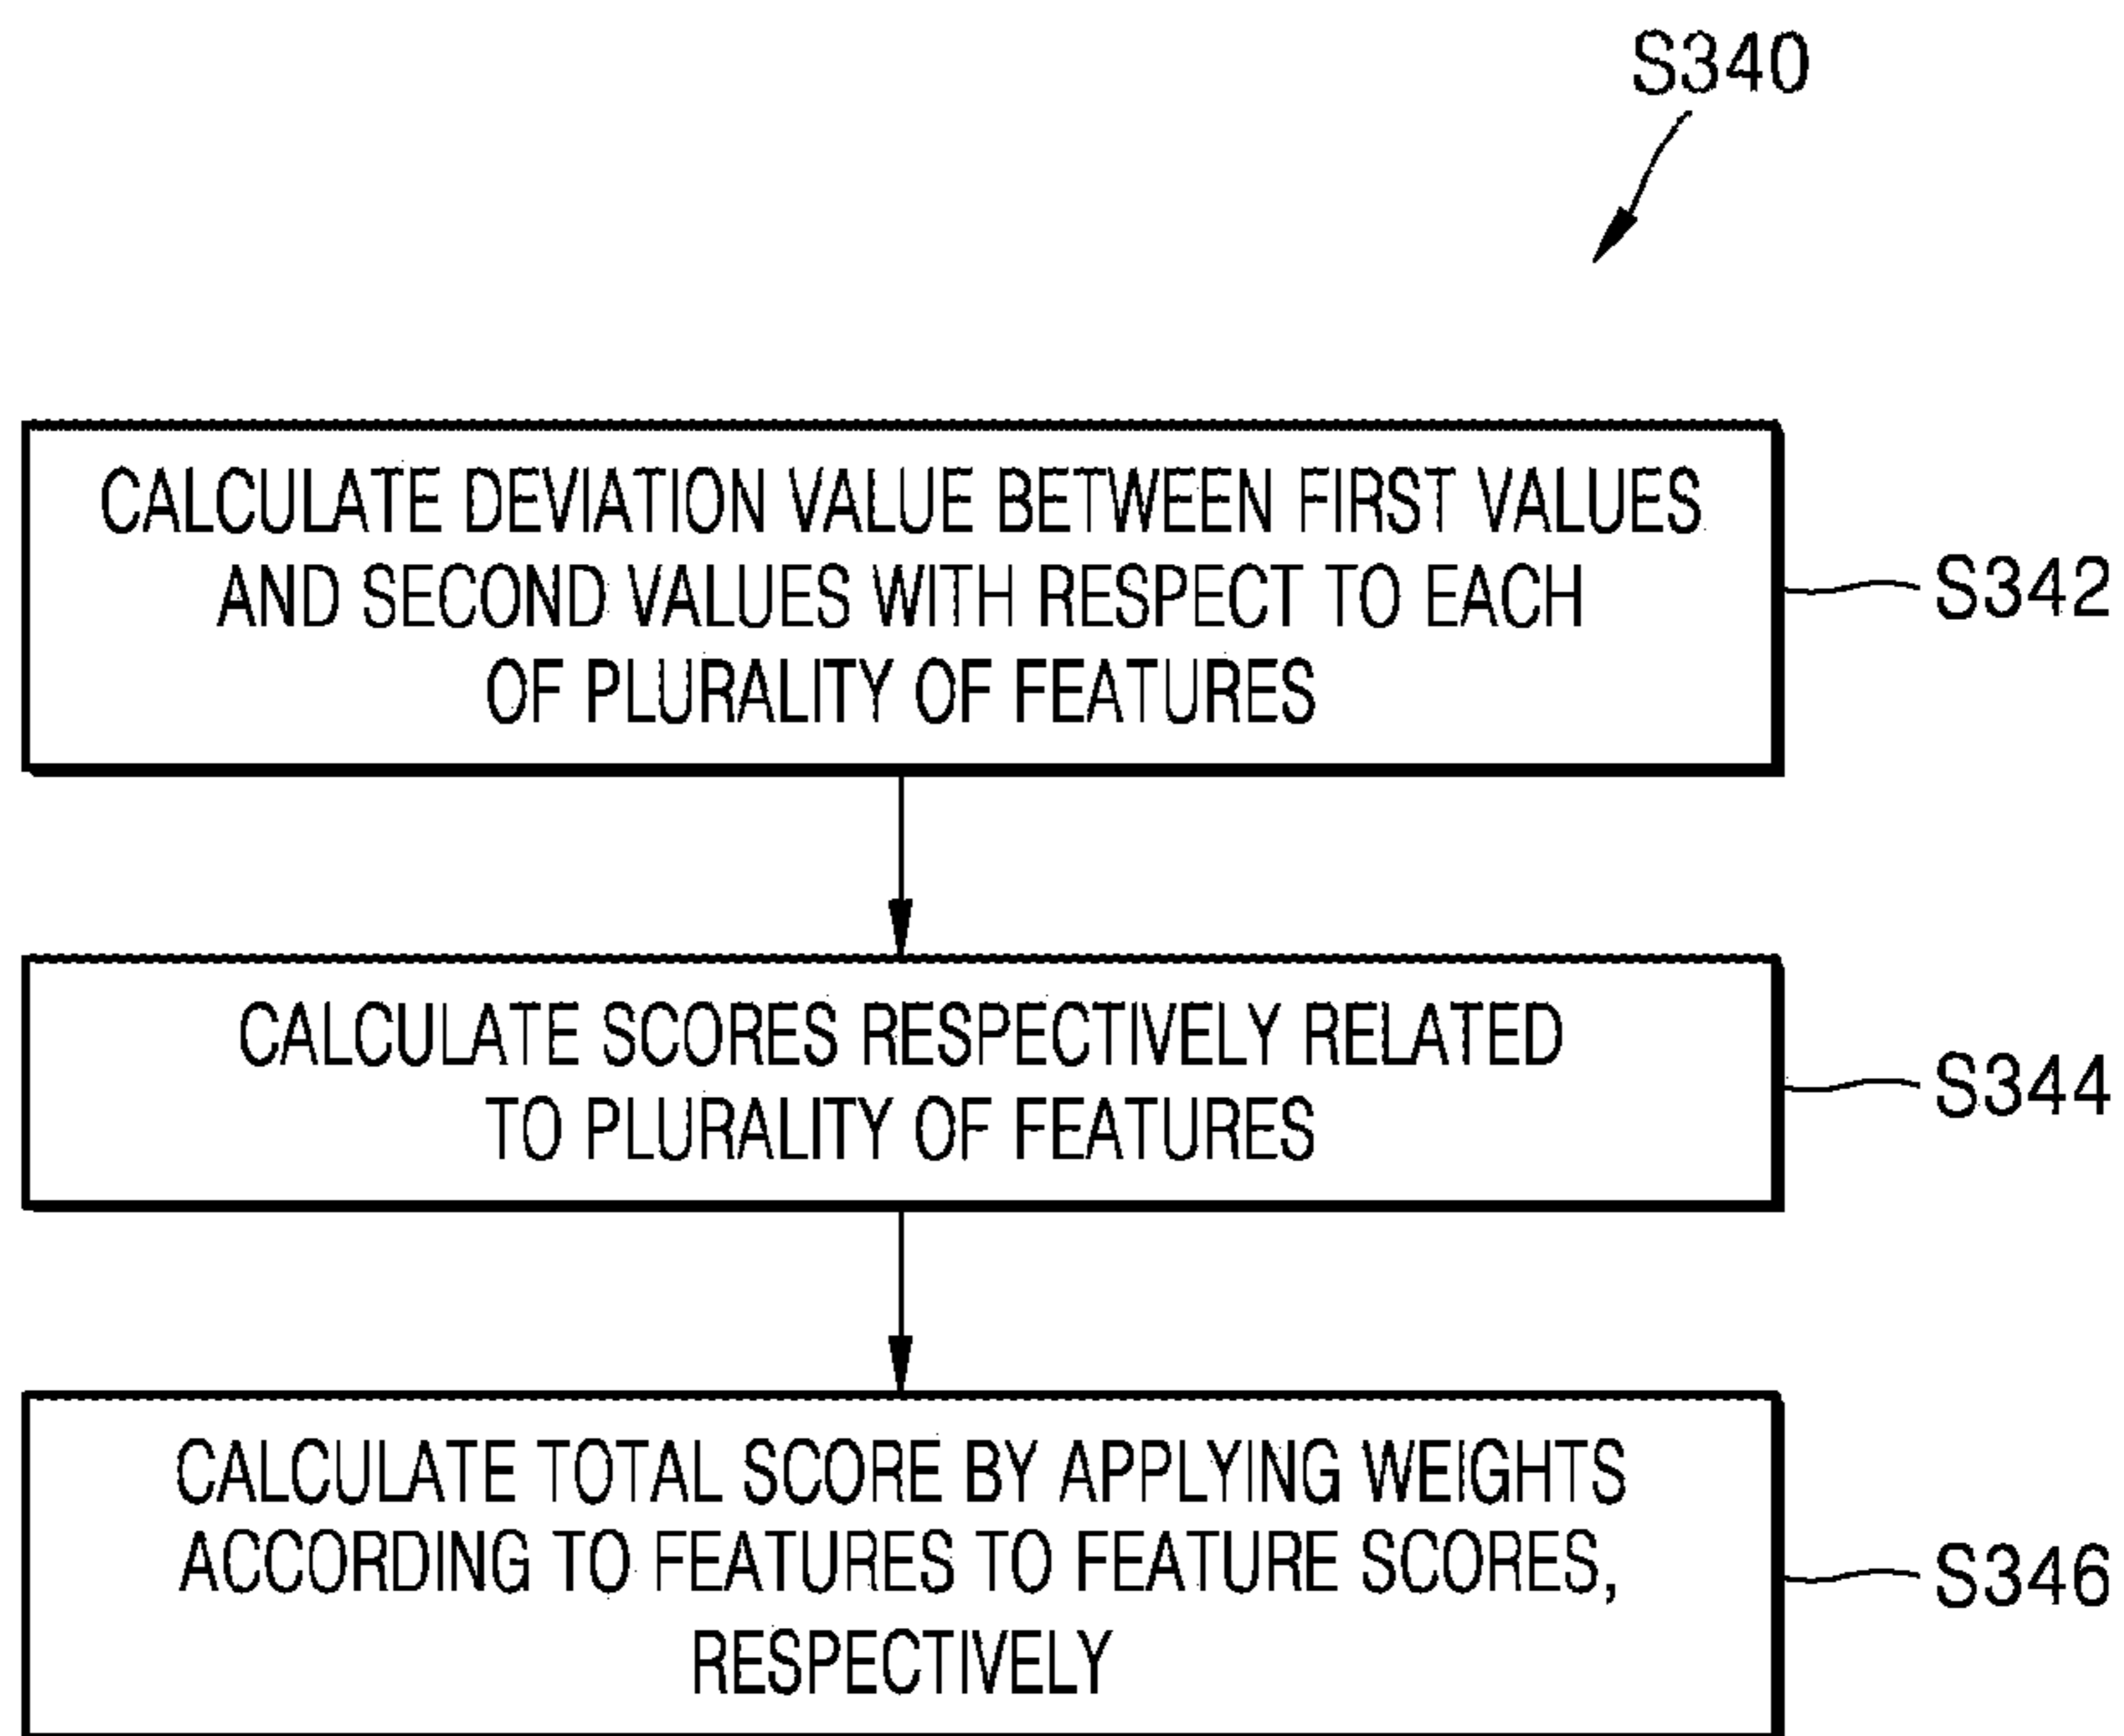 S340
CALCULATE DEVIATION VALUE BETWEEN FIRST VALUES
AND SECOND VALUES WITH RESPECT TO EACH
OF PLURALITY OF FEATURES
S342
CALCULATE SCORES RESPECTIVELY RELATED
TO PLURALITY OF FEATURES
S344
CALCULATE TOTAL SCORE BY APPLYING WEIGHTS
ACCORDING TO FEATURES TO FEATURE SCORES,
RESPECTIVELY
S346